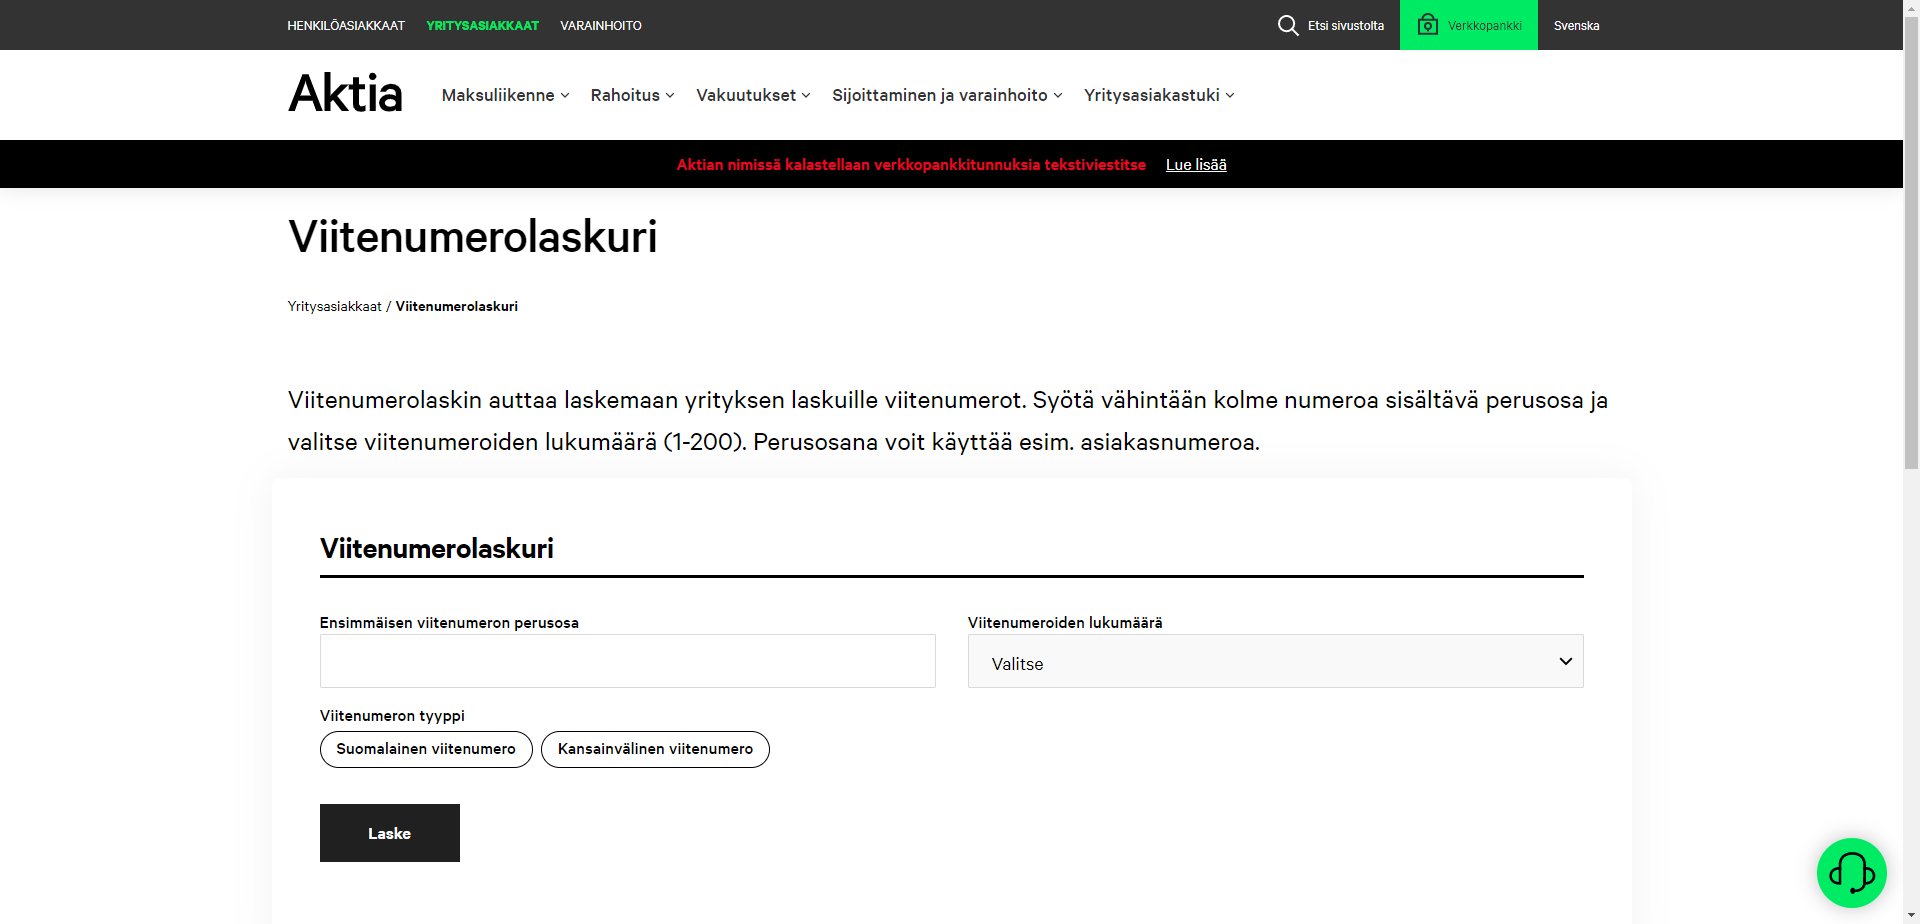 HENKILÖASIAKKAAT YRITYSASIAKKAAT VARAINHOITO Etsi sivustolta Verkkopankki Svenska
Aktia Maksuliikenne Rahoitus Vakuutukset Sijoittaminen ja varainhoito Yritysasiakastuki
Aktian nimissä kalastellaan verkkopankkitunnuksia tekstiviestitse Lue lisää
Viitenumerolaskuri
Yritysasiakkaat / Viitenumerolaskuri
Viitenumerolaskin auttaa laskemaan yrityksen laskuille viitenumerot. Syötä vähintään kolme numeroa sisältävä perusosa ja
valitse viitenumeroiden lukumäärä (1-200). Perusosana voit käyttää esim. asiakasnumeroa.
Viitenumerolaskuri
Ensimmäisen viitenumeron perusosa Viitenumeroiden lukumäärä
Valitse
Viitenumeron tyyppi
Suomalainen viitenumero Kansainvälinen viitenumero
Laske